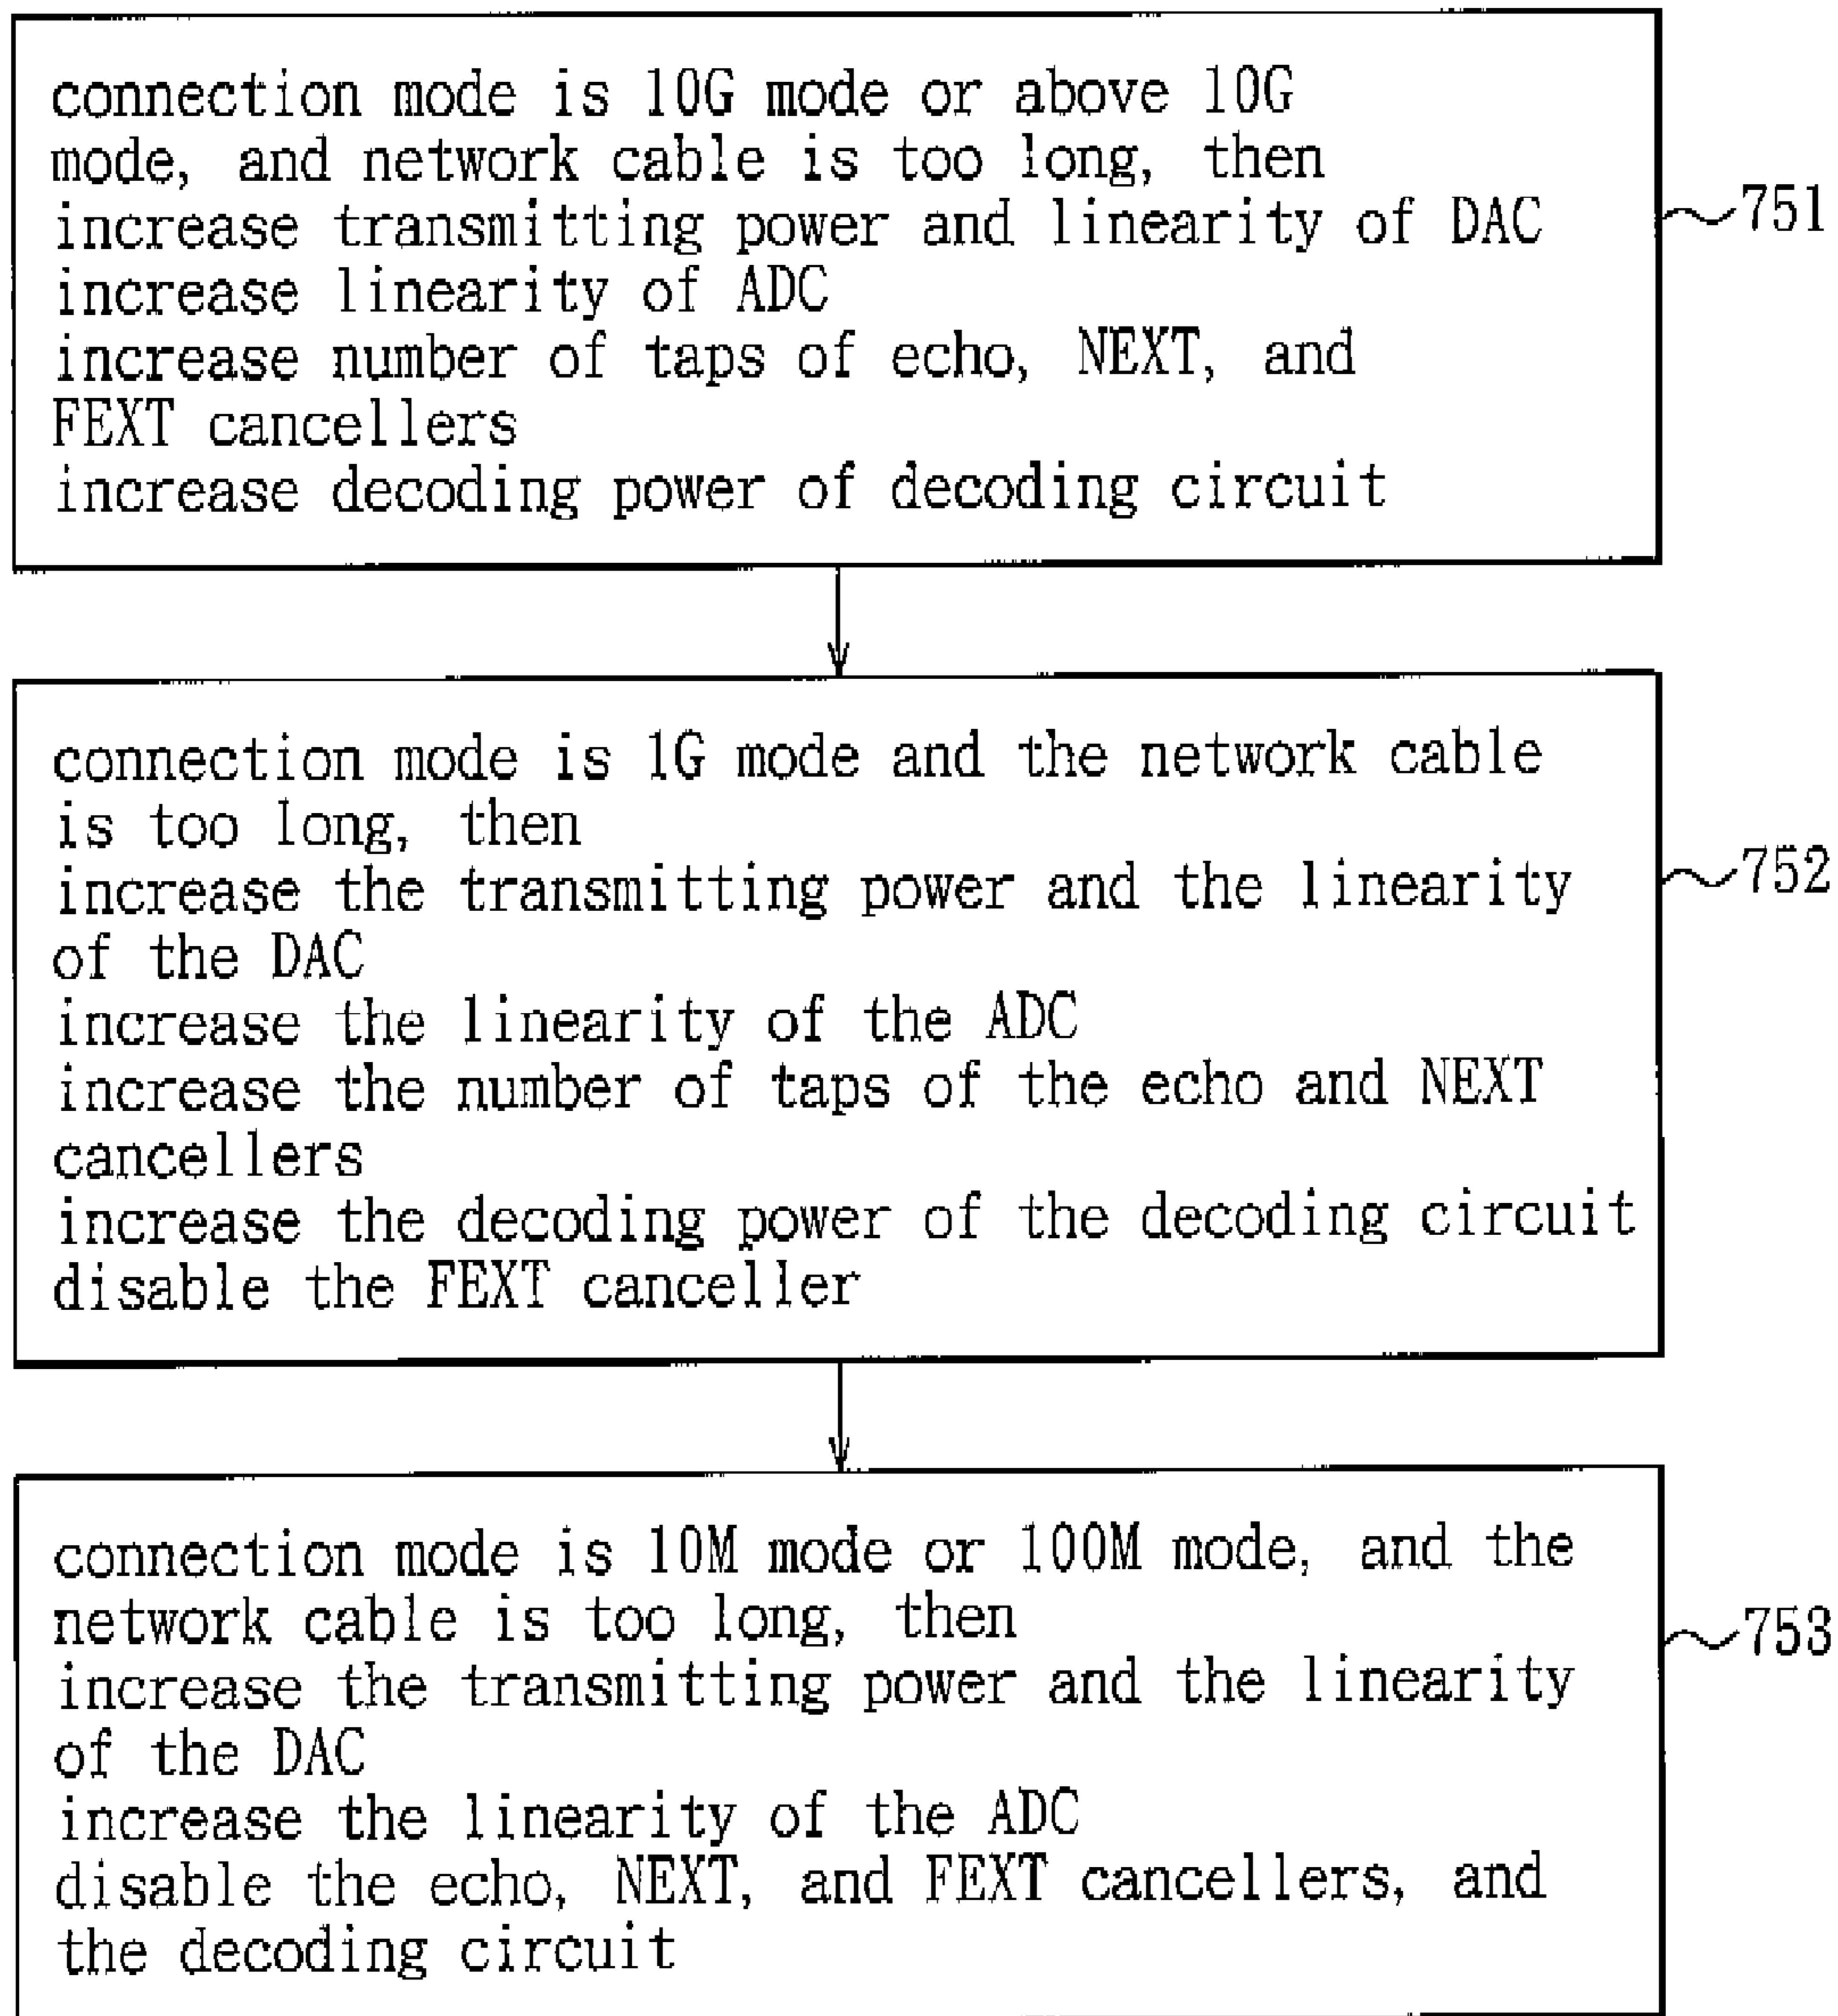 connection mode is 10G mode or above 10G
mode, and network cable is too long, then
increase transmitting power and linearity of DAC
increase linearity of ADC
increase number of taps of echo, NEXT, and
FEXT cancellers
increase decoding power of decoding circuit
751
connection mode is 1G mode and the network cable
is too long, then
increase the transmitting power and the linearity
of the DAC
increase the linearity of the ADC
increase the number of taps of the echo and NEXT
cancellers
increase the decoding power of the decoding circuit
disable the FEXT canceller
752
connection mode is 10M mode or 100M mode, and the
network cable is too long, then
increase the transmitting power and the linearity
of the DAC
increase the linearity of the ADC
disable the echo, NEXT, and FEXT cancellers, and
the decoding circuit
753